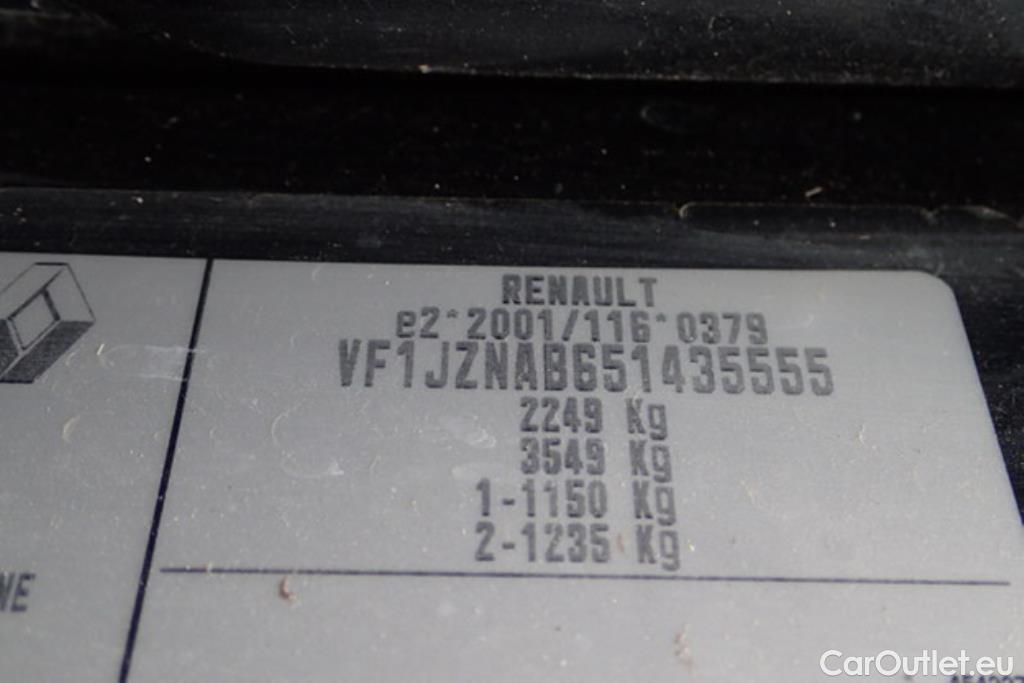 RENAULT
e2*2001/116*0379
VF1JZNAB651435555
2249 Kg
3549 Kg
1-1150 Kg
2-1235 Kg
CarOutlet.eu